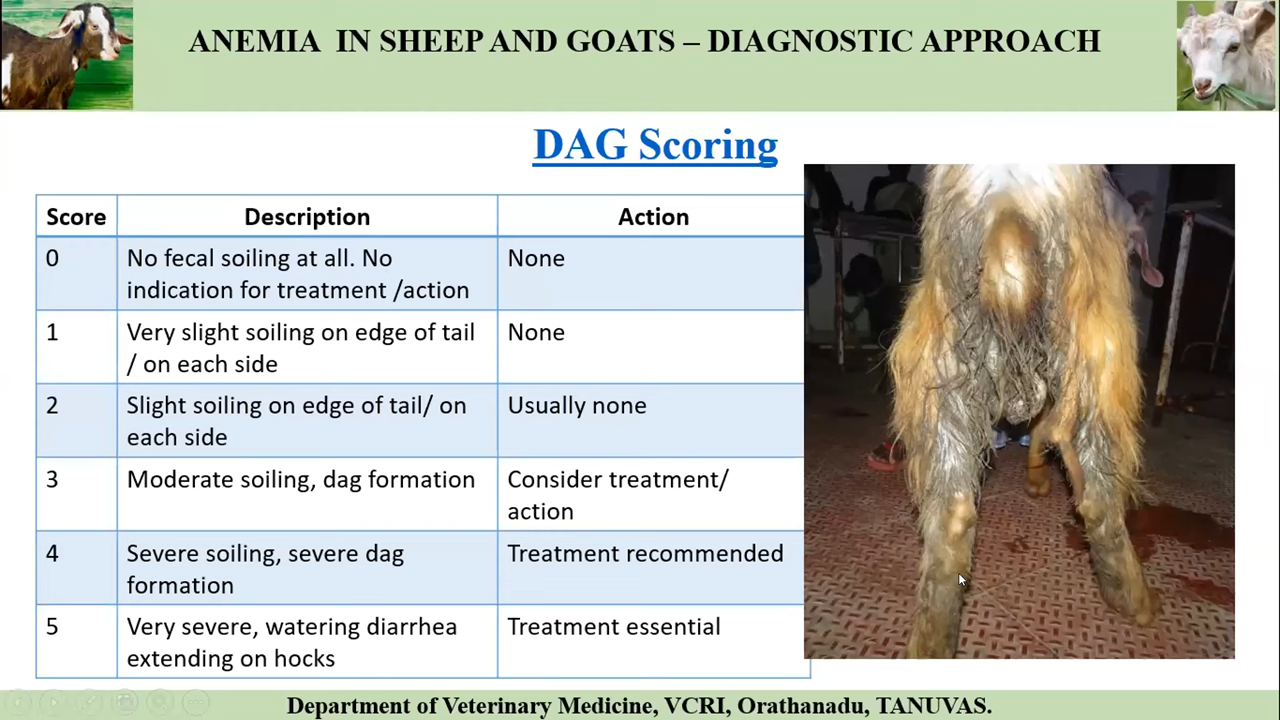 ANEMIA IN SHEEP AND GOATS – DIAGNOSTIC APPROACH
DAG Scoring
Score Description Action
0 No fecal soiling at all. No None
indication for treatment /action
1 Very slight soiling on edge of tail None
/ on each side
2 Slight soiling on edge of tail/ on Usually none
each side
3 Moderate soiling, dag formation Consider treatment/
action
4 Severe soiling, severe dag Treatment recommended
formation
5 Very severe, watering diarrhea Treatment essential
extending on hocks
Department of Veterinary Medicine, VCRI, Orathanadu, TANUVAS.